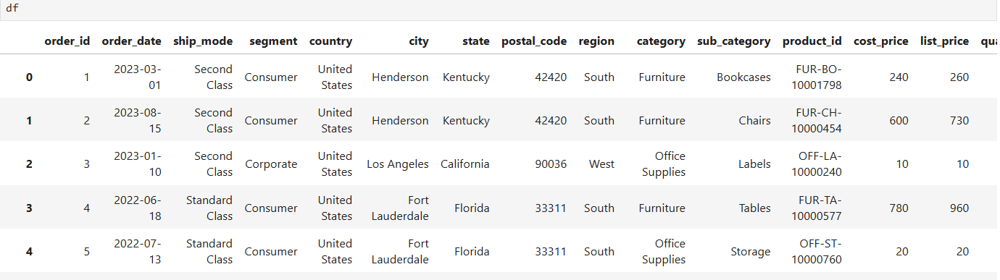 df
order_id order_date ship_mode segment country city state postal_code region category sub_category product_id cost_price list_price qua
0 1 2023-03-01 Second Class Consumer United States Henderson Kentucky 42420 South Furniture Bookcases FUR-BO-10001798 240 260
1 2 2023-08-15 Second Class Consumer United States Henderson Kentucky 42420 South Furniture Chairs FUR-CH-10000454 600 730
2 3 2023-01-10 Second Class Corporate United States Los Angeles California 90036 West Office Supplies Labels OFF-LA-10000240 10 10
3 4 2022-06-18 Standard Class Consumer United States Fort Lauderdale Florida 33311 South Furniture Tables FUR-TA-10000577 780 960
4 5 2022-07-13 Standard Class Consumer United States Fort Lauderdale Florida 33311 South Office Supplies Storage OFF-ST-10000760 20 20